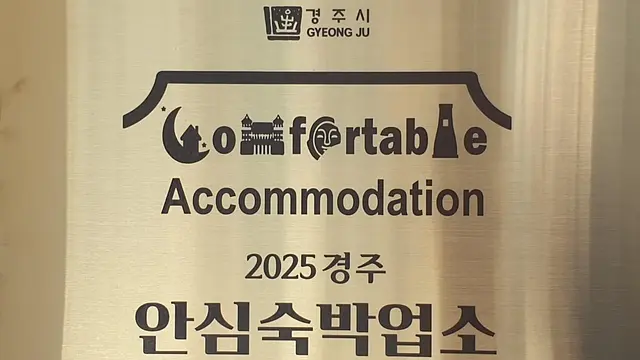 경주시
GYEONG JU
Comfortable
Accommodation
2025 경주
안심숙박업소